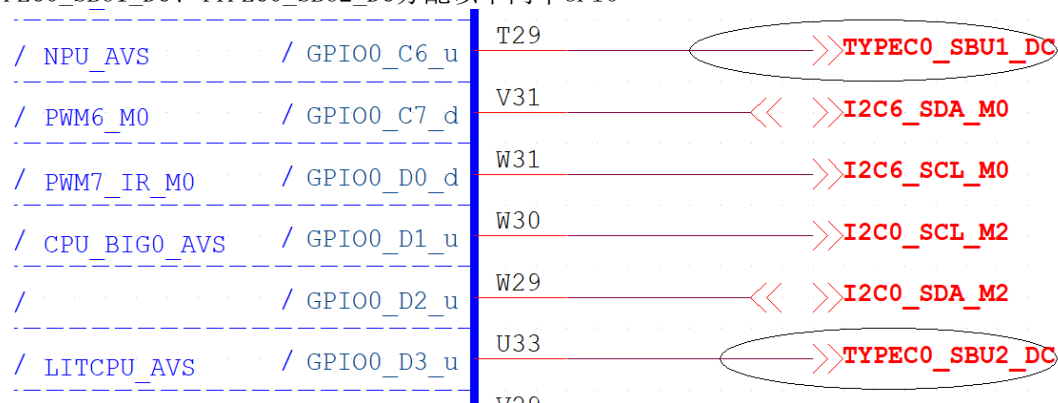 / NPU_AVS / GPIO0_C6_u T29 TYPEC0_SBU1_DC
/ PWM6_M0 / GPIO0_C7_d V31 I2C6_SDA_M0
/ PWM7_IR_M0 / GPIO0_D0_d W31 I2C6_SCL_M0
/ CPU_BIG0_AVS / GPIO0_D1_u W30 I2C0_SCL_M2
/ / GPIO0_D2_u W29 I2C0_SDA_M2
/ LITCPU_AVS / GPIO0_D3_u U33 TYPEC0_SBU2_DC